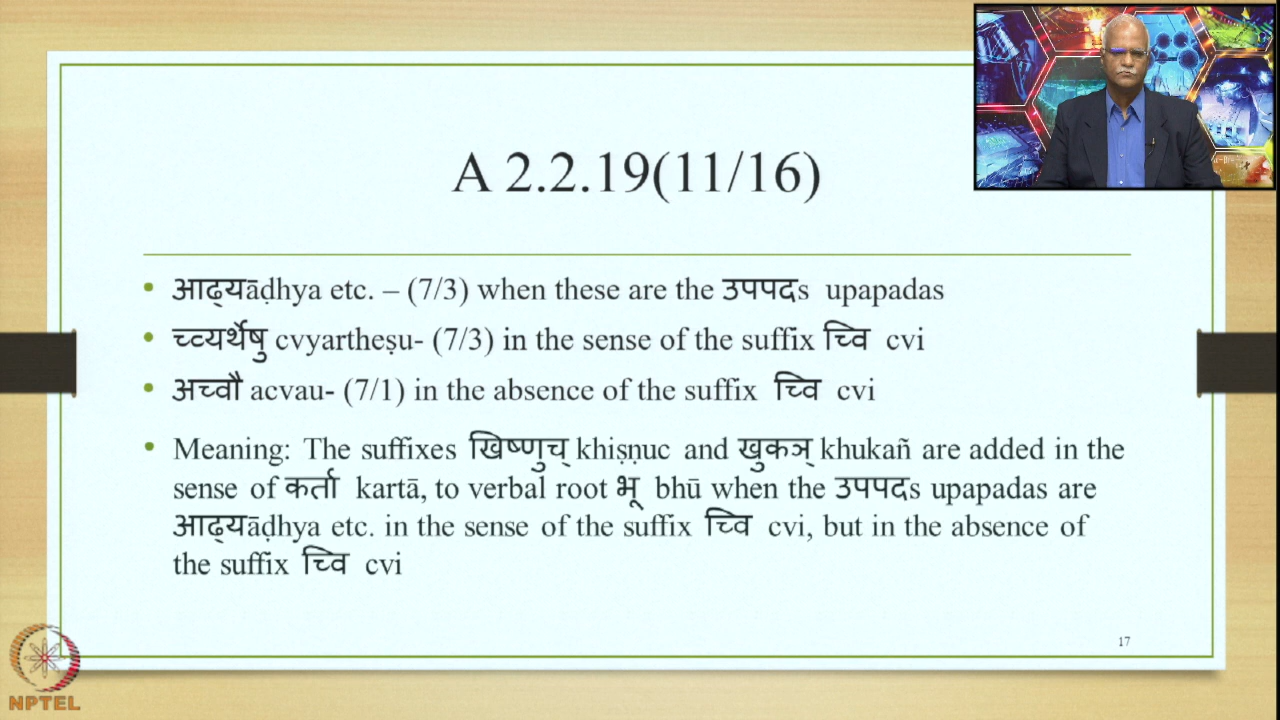 A 2.2.19(11/16)
• आढ्यāḍhya etc. – (7/3) when these are the उपपदs upapadas
• च्व्यर्थेषु cvyartheṣu- (7/3) in the sense of the suffix च्वि cvi
• अच्वौ acvau- (7/1) in the absence of the suffix च्वि cvi
• Meaning: The suffixes खिष्णुच् khiṣṇuc and खुकञ् khukañ are added in the
sense of कर्ता kartā, to verbal root भू bhū when the उपपदs upapadas are
आढ्यāḍhya etc. in the sense of the suffix च्वि cvi, but in the absence of
the suffix च्वि cvi
17
NPTEL